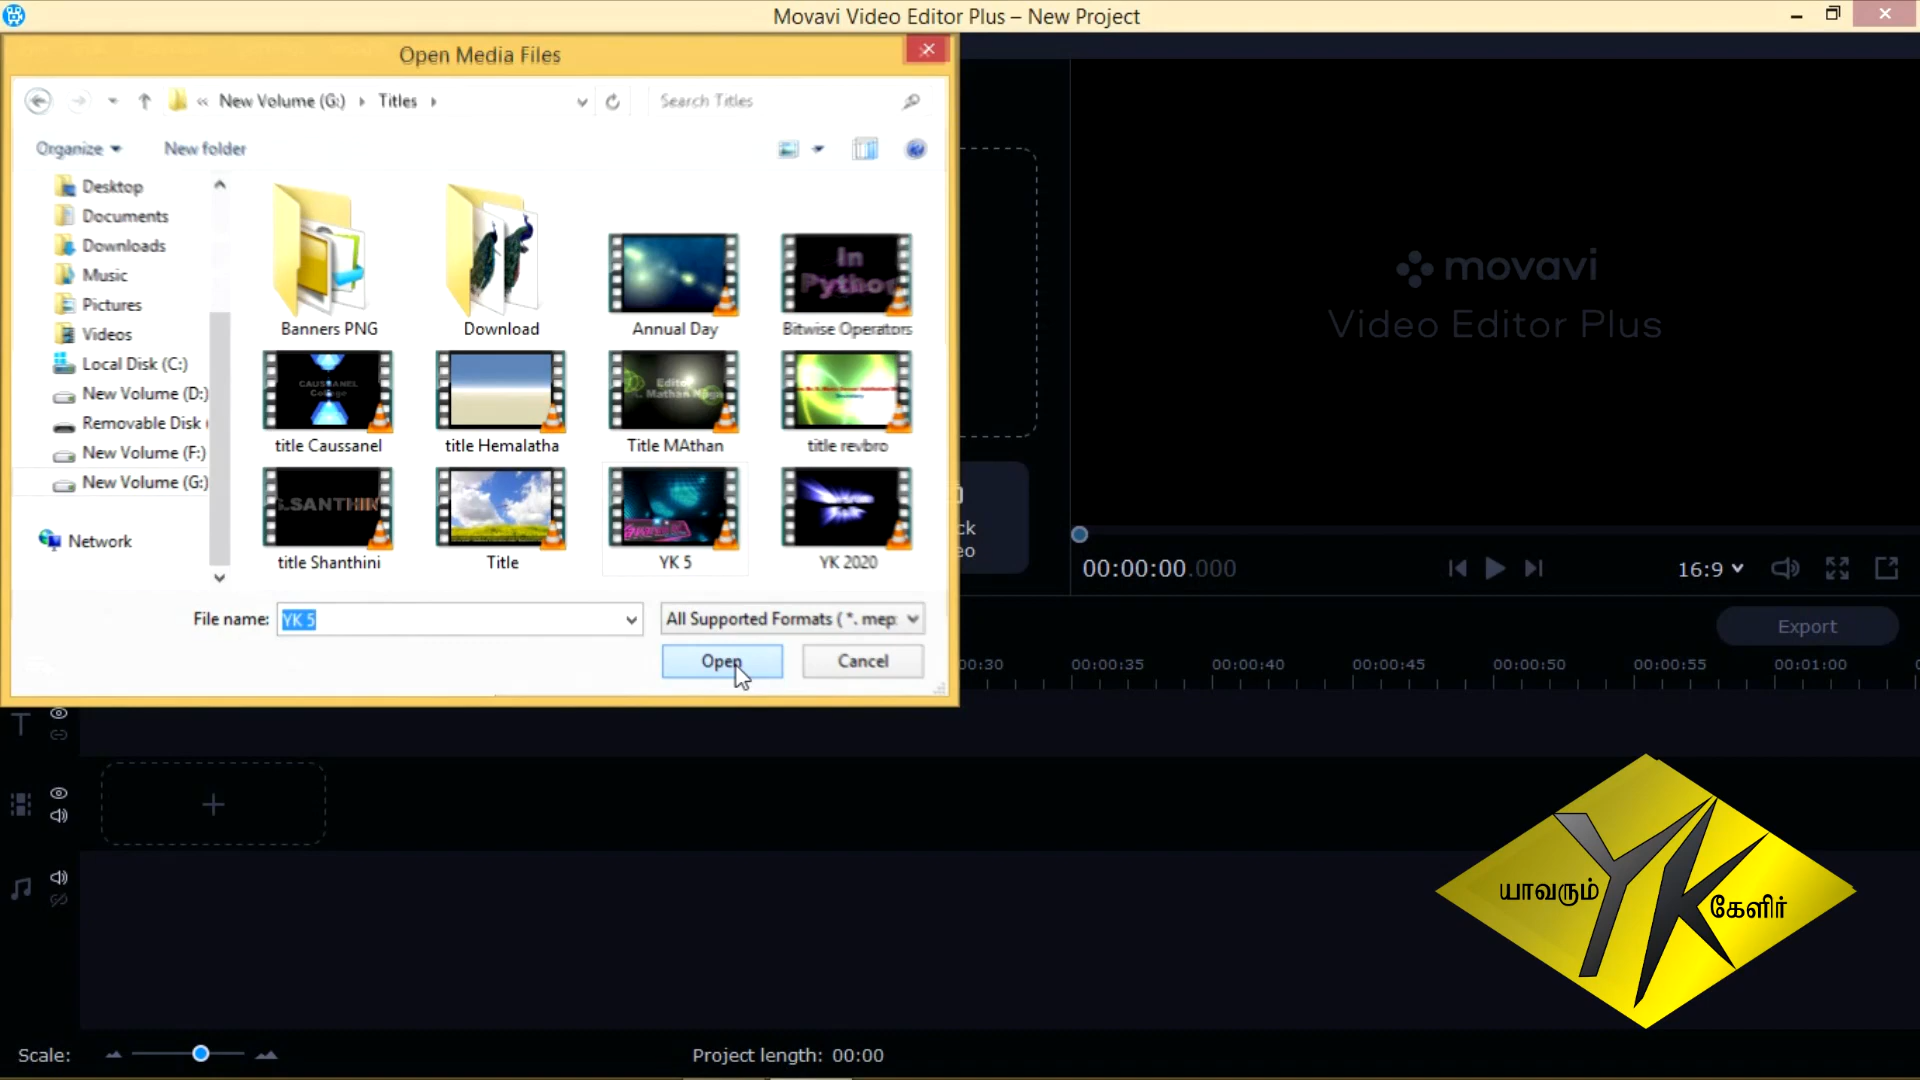 Movavi Video Editor Plus – New Project
Open Media Files
« New Volume (G:) Titles
Search Titles
Organize
New folder
Desktop
Documents
Downloads
Music
Pictures
Videos
Local Disk (C:)
New Volume (D:)
Removable Disk
New Volume (F:)
New Volume (G:)
Network
Banners PNG
Download
Annual Day
In
Python
Bitwise Operators
CAUSSANEL
College
title Caussanel
title Hemalatha
Title MAthan
title revbro
title Shanthini
Title
YK 5
YK 2020
File name: YK 5
All Supported Formats ( *. mep
Open
Cancel
movavi
Video Editor Plus
00:00:00.000
16:9
Export
00:00:35
00:00:40
00:00:45
00:00:50
00:00:55
00:01:00
T
யாவரும்
YK
கேளிர்
Scale:
Project length: 00:00